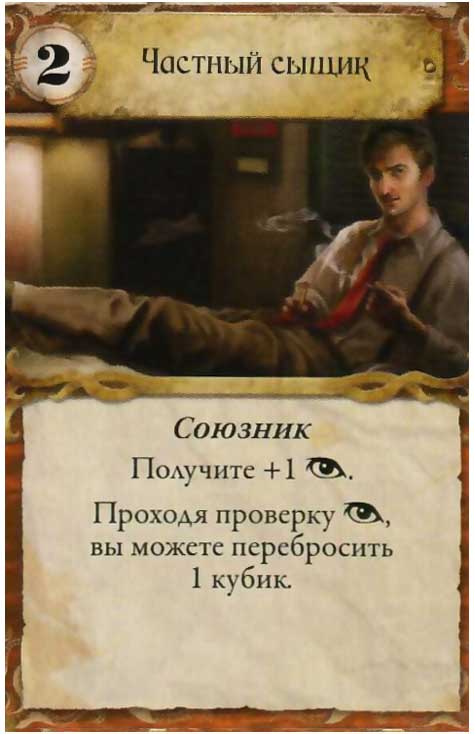 2
Частный сыщик
Союзник
Получите +1 👁.
Проходя проверку 👁,
вы можете перебросить
1 кубик.